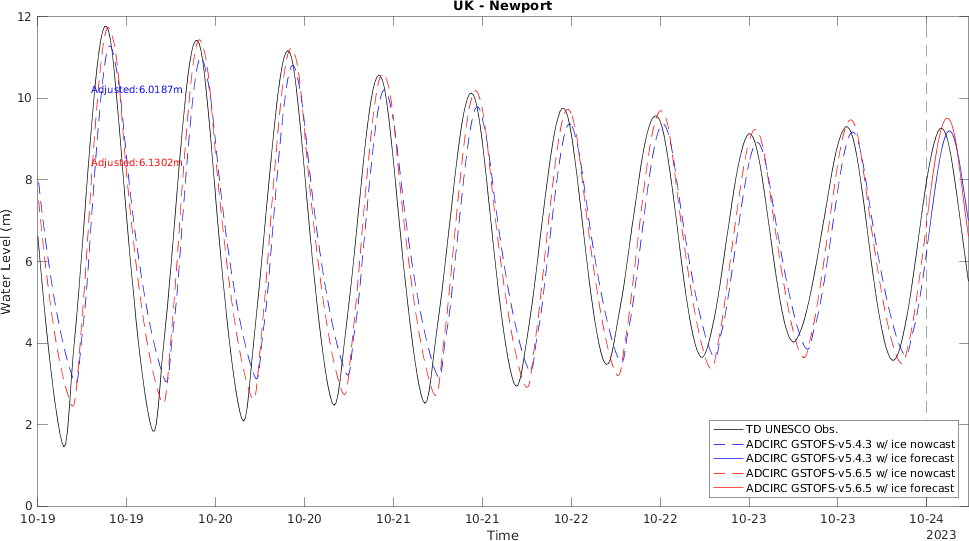 UK - Newport
12
10
8
6
4
2
0
Water Level (m)
Adjusted:6.0187m
Adjusted:6.1302m
TD UNESCO Obs.
ADCIRC GSTOFS-v5.4.3 w/ ice nowcast
ADCIRC GSTOFS-v5.4.3 w/ ice forecast
ADCIRC GSTOFS-v5.6.5 w/ ice nowcast
ADCIRC GSTOFS-v5.6.5 w/ ice forecast
10-19 10-19 10-20 10-20 10-21 10-21 10-22 10-22 10-23 10-23 10-24
2023
Time